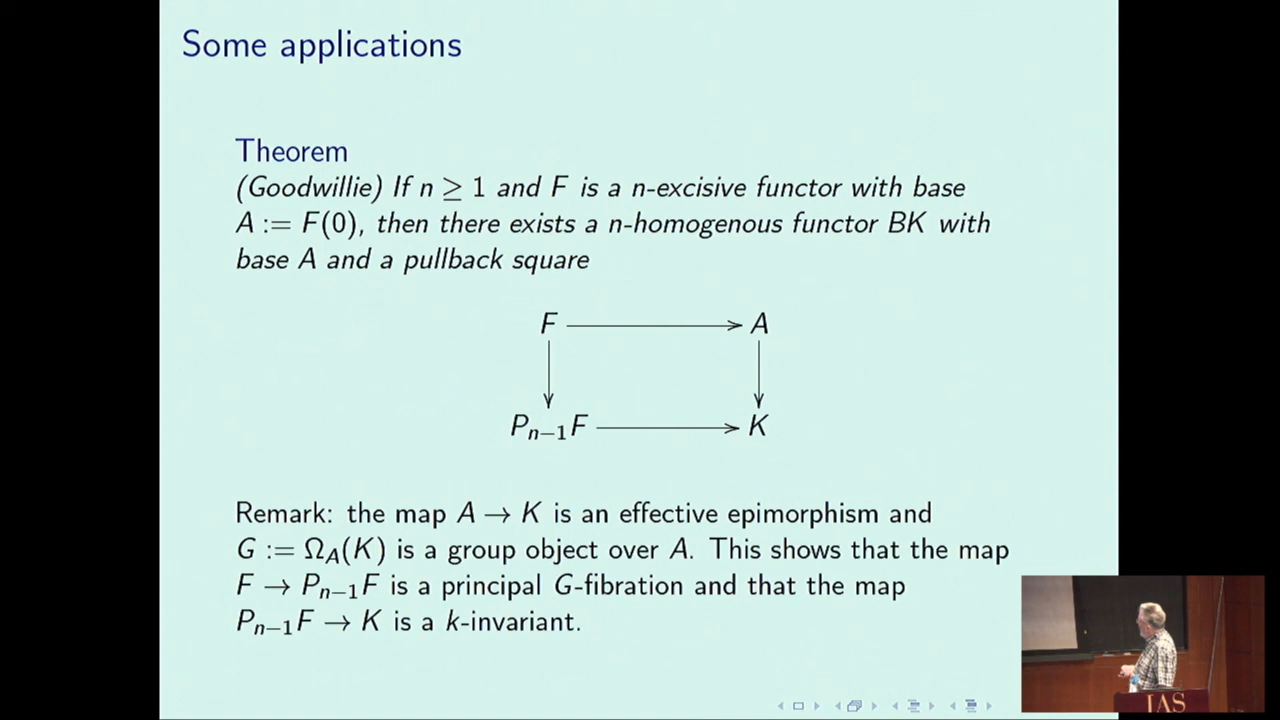 Some applications
Theorem
(Goodwillie) If n ≥ 1 and F is a n-excisive functor with base
A := F(0), then there exists a n-homogenous functor BK with
base A and a pullback square
F A
P_{n−1}F K
Remark: the map A → K is an effective epimorphism and
G := Ω_A(K) is a group object over A. This shows that the map
F → P_{n−1}F is a principal G-fibration and that the map
P_{n−1}F → K is a k-invariant.
IAS